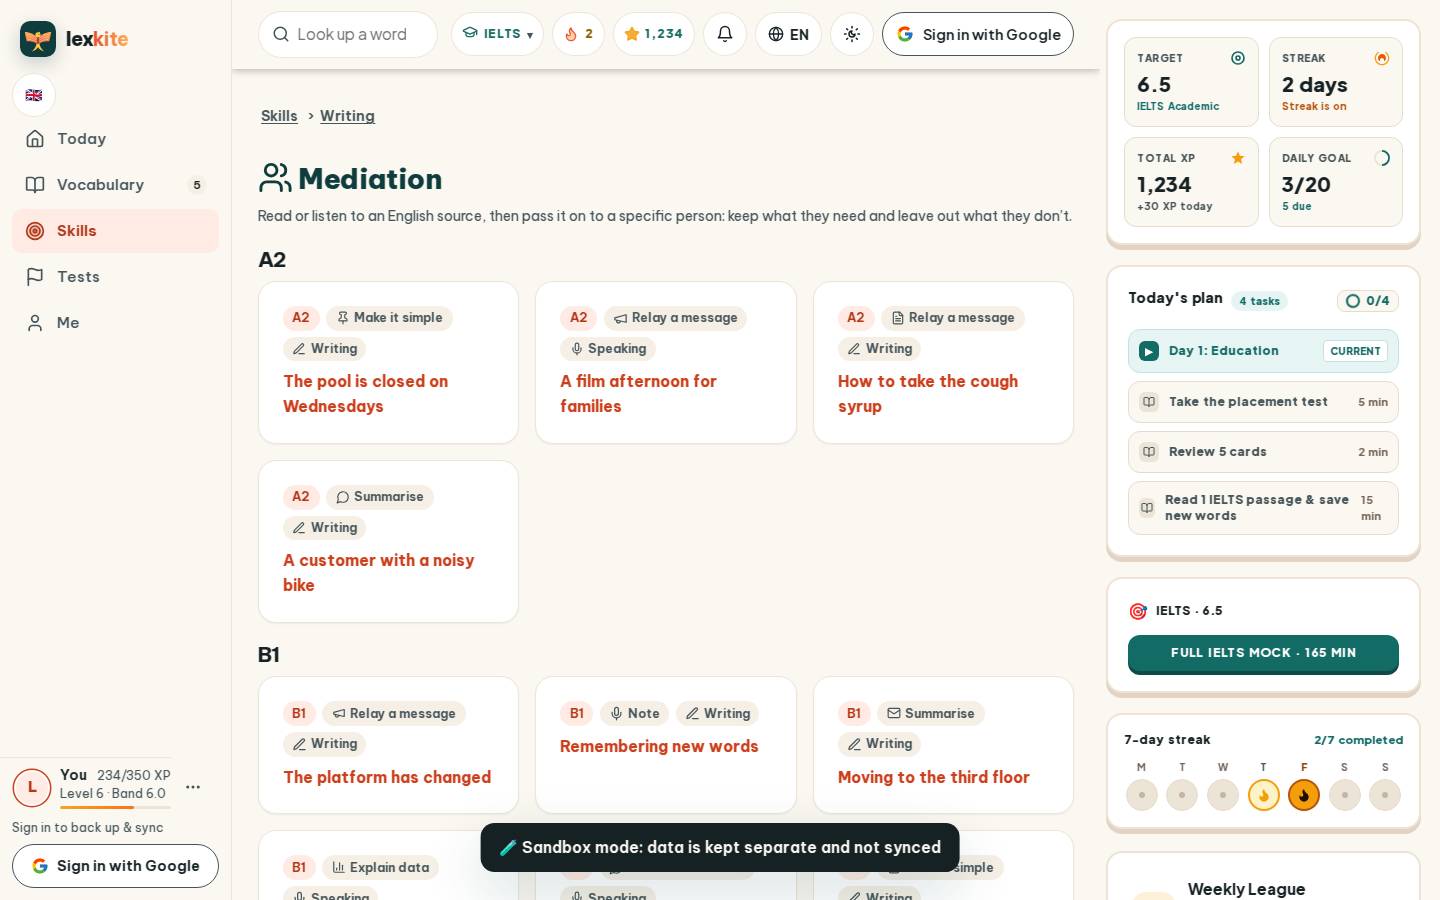 lexkite
Look up a word
IELTS
2
1,234
EN
Sign in with Google
Today
Vocabulary 5
Skills
Tests
Me
You 234/350 XP
Level 6 · Band 6.0
L
Sign in to back up & sync
Sign in with Google
Skills › Writing
Mediation
Read or listen to an English source, then pass it on to a specific person: keep what they need and leave out what they don't.
A2
A2 Make it simple
Writing
The pool is closed on
Wednesdays
A2 Relay a message
Speaking
A film afternoon for
families
A2 Relay a message
Writing
How to take the cough
syrup
A2 Summarise
Writing
A customer with a noisy
bike
B1
B1 Relay a message
Writing
The platform has changed
B1 Note Writing
Remembering new words
B1 Summarise
Writing
Moving to the third floor
B1 Explain data
Speaking
Speaking
simple
Writing
Sandbox mode: data is kept separate and not synced
TARGET
6.5
IELTS Academic
STREAK
2 days
Streak is on
TOTAL XP
1,234
+30 XP today
DAILY GOAL
3/20
5 due
Today's plan 4 tasks 0/4
Day 1: Education CURRENT
Take the placement test 5 min
Review 5 cards 2 min
Read 1 IELTS passage & save 15
new words min
IELTS · 6.5
FULL IELTS MOCK · 165 MIN
7-day streak 2/7 completed
M T W T F S S
Weekly League